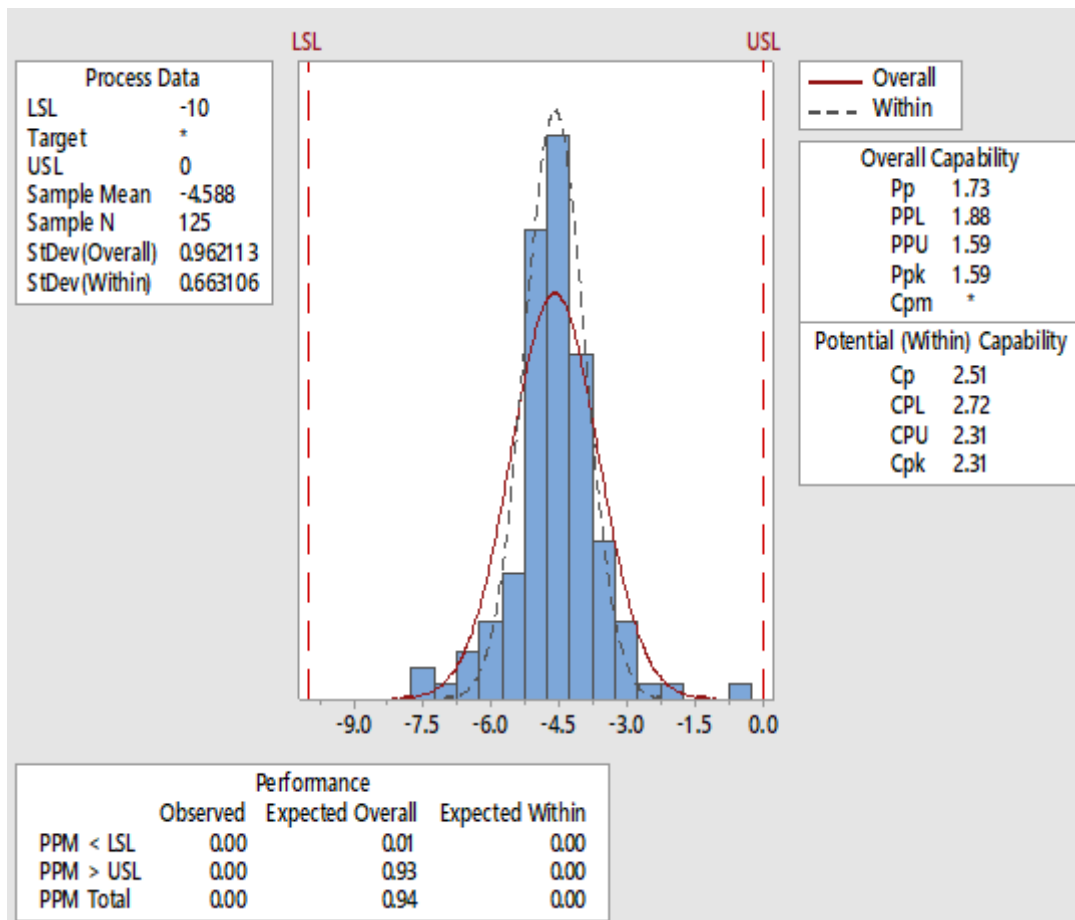 LSL USL
Process Data
LSL -10
Target *
USL 0
Sample Mean -4.588
Sample N 125
StDev(Overall) 0.962113
StDev(Within) 0.663106
Overall
Within
Overall Capability
Pp 1.73
PPL 1.88
PPU 1.59
Ppk 1.59
Cpm *
Potential (Within) Capability
Cp 2.51
CPL 2.72
CPU 2.31
Cpk 2.31
-9.0 -7.5 -6.0 -4.5 -3.0 -1.5 0.0
Performance
Observed Expected Overall Expected Within
PPM < LSL 0.00 0.01 0.00
PPM > USL 0.00 0.93 0.00
PPM Total 0.00 0.94 0.00